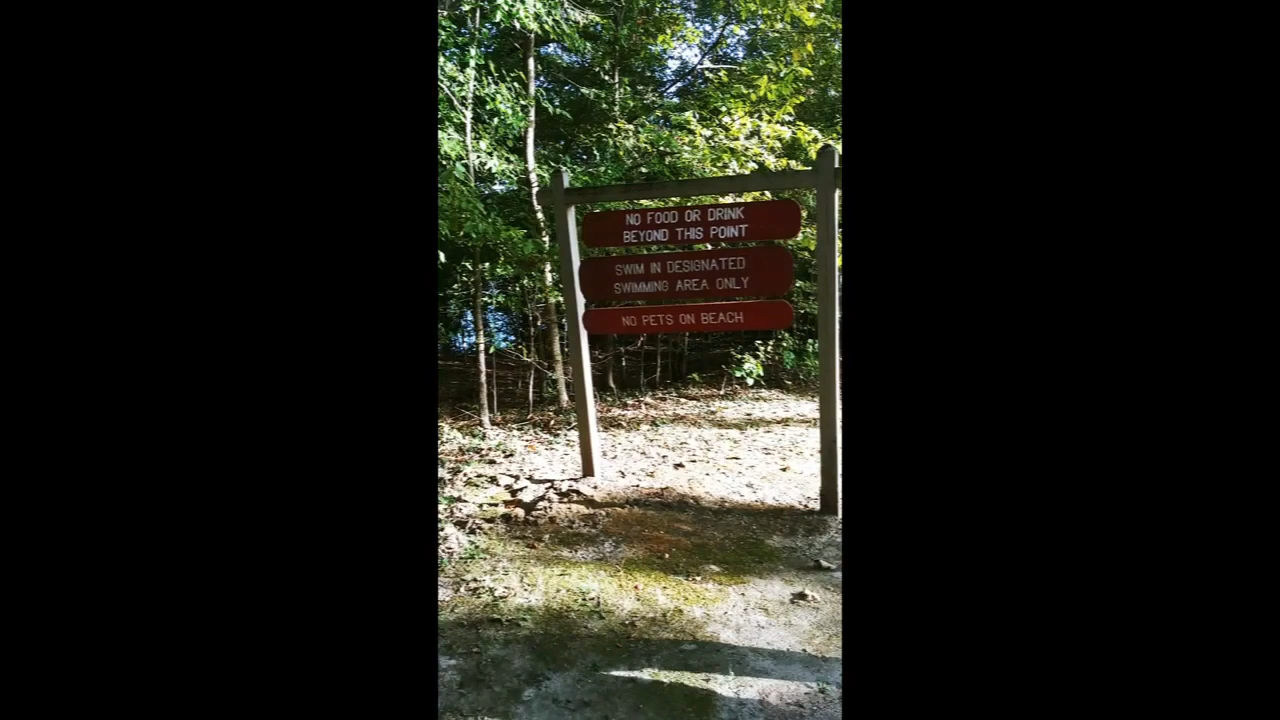 NO FOOD OR DRINK
BEYOND THIS POINT
SWIM IN DESIGNATED
SWIMMING AREA ONLY
NO PETS ON BEACH